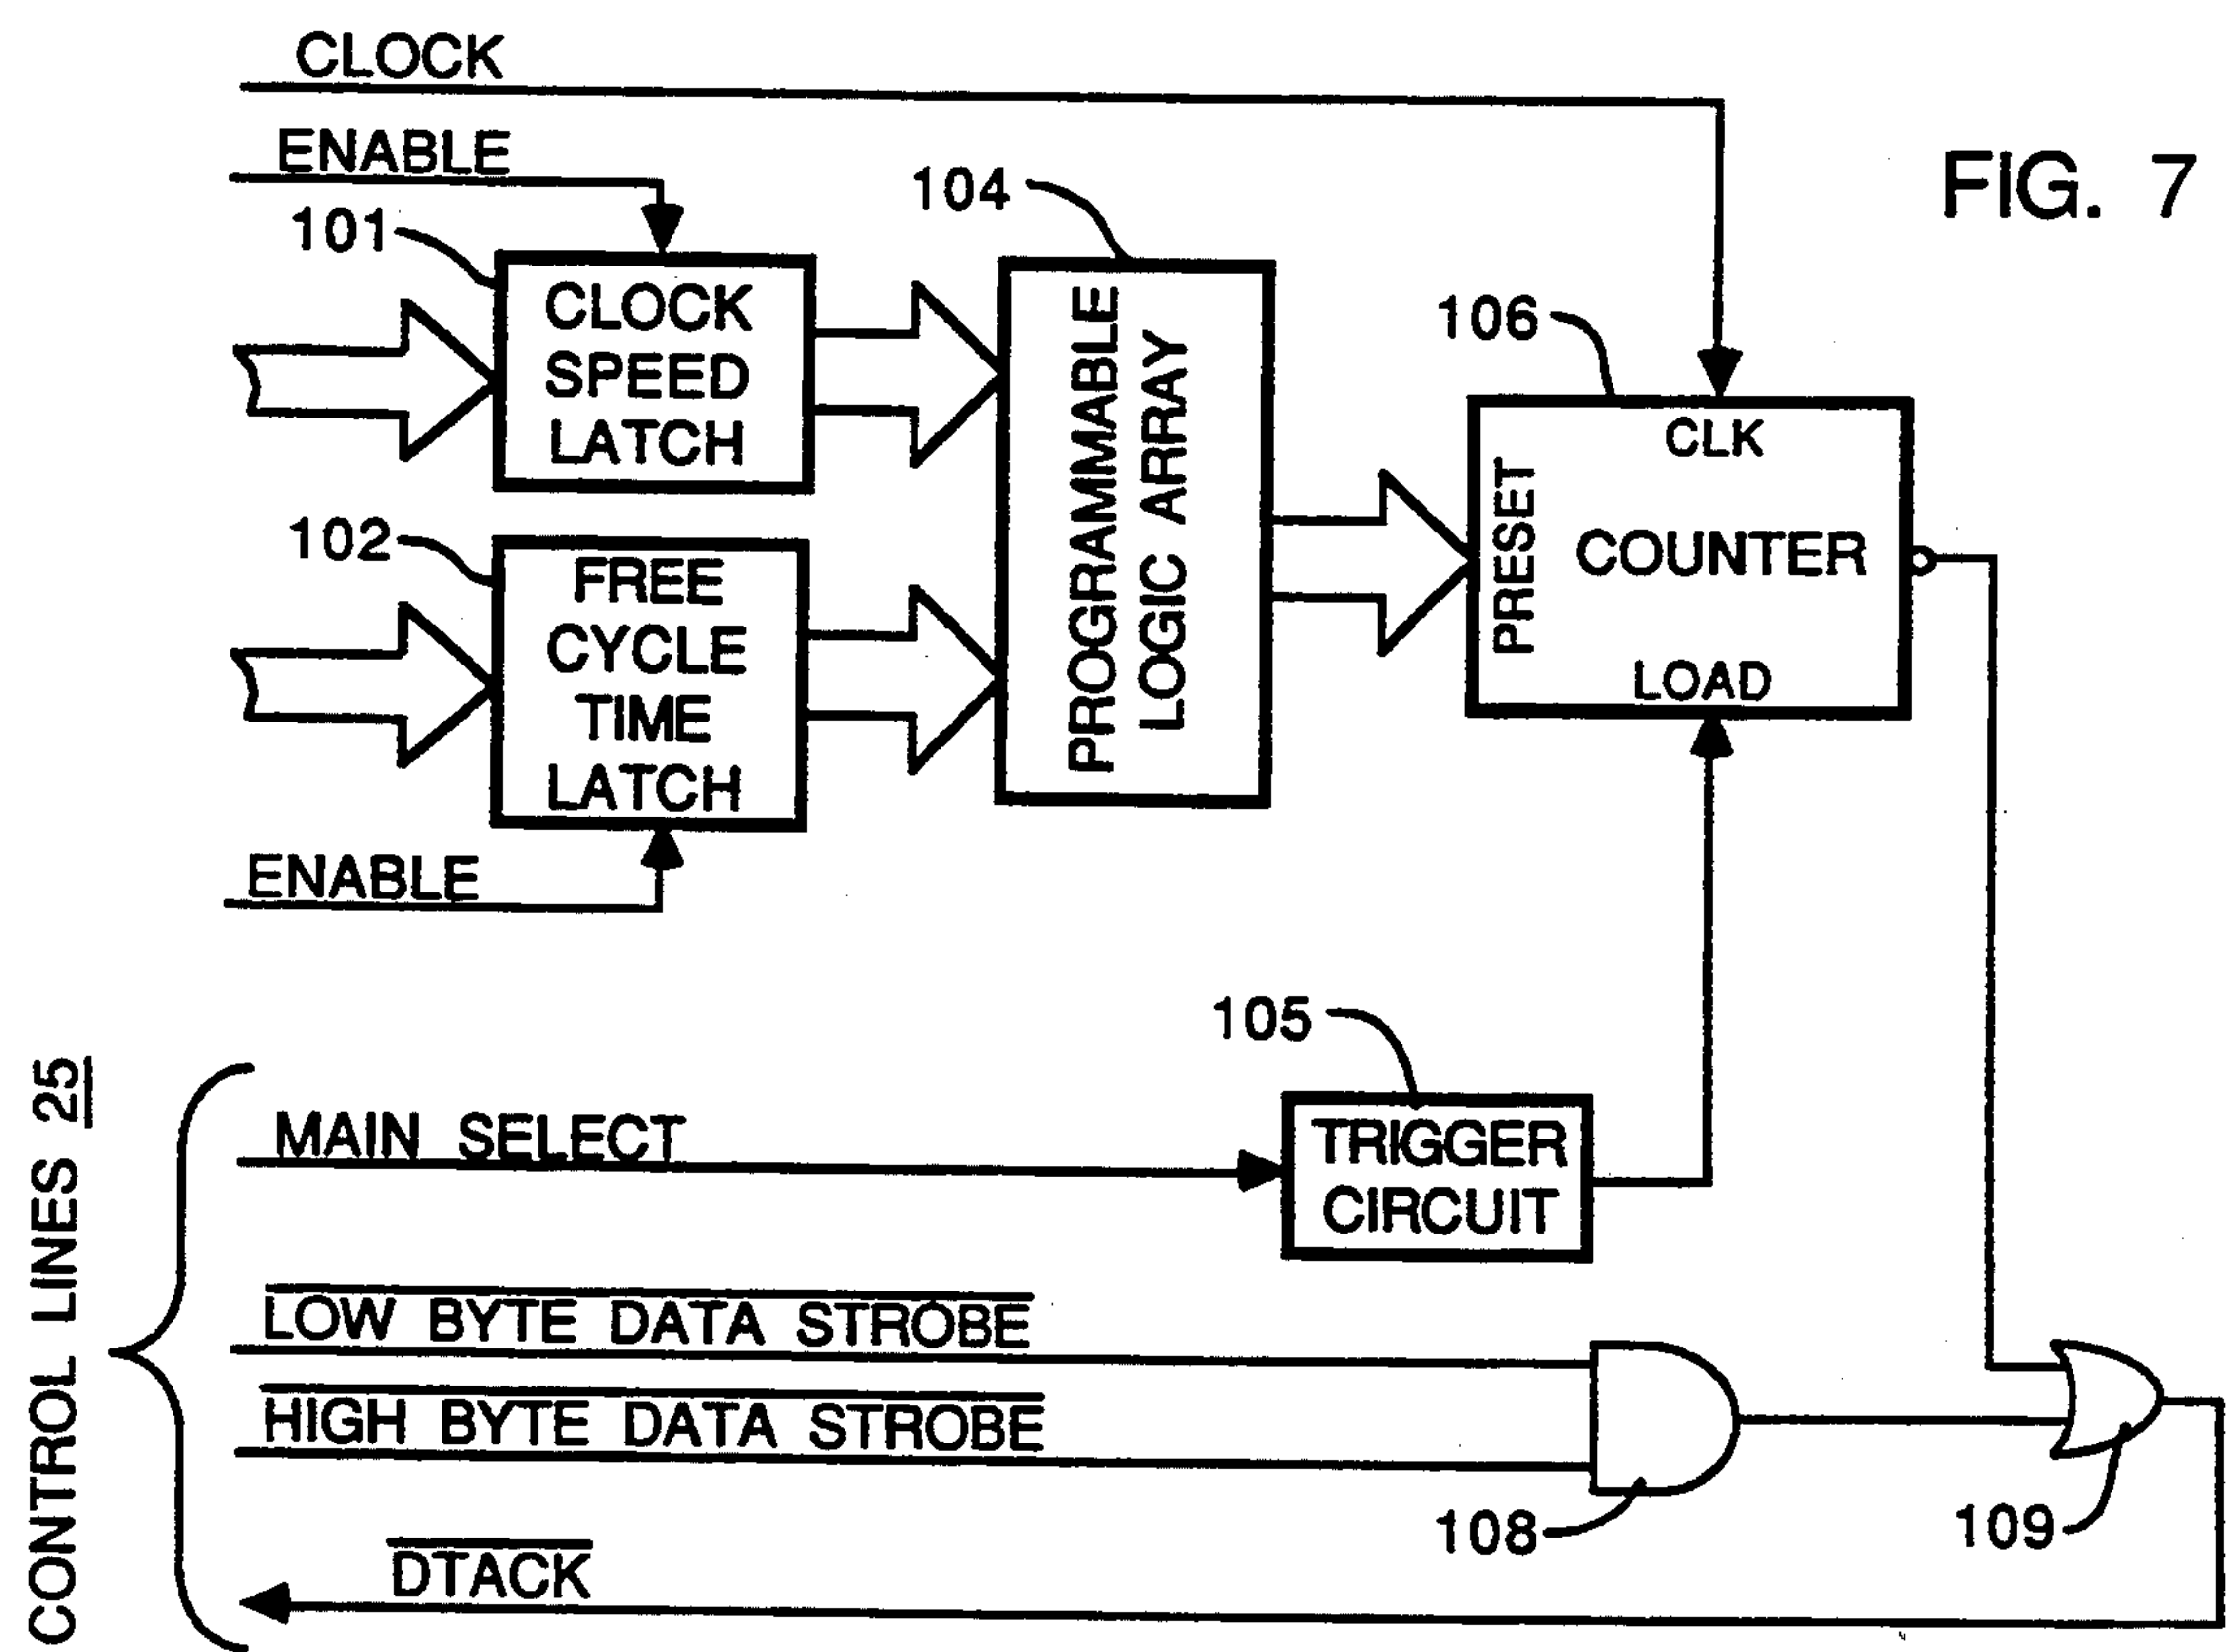 CLOCK
ENABLE
FIG. 7
101
104
CLOCK
SPEED
LATCH
PROGRAMMABLE
LOGIC ARRAY
106
CLK
PRESET
COUNTER
LOAD
102
FREE
CYCLE
TIME
LATCH
ENABLE
105
CONTROL LINES 25
MAIN SELECT
TRIGGER
CIRCUIT
LOW BYTE DATA STROBE
HIGH BYTE DATA STROBE
108
109
DTACK